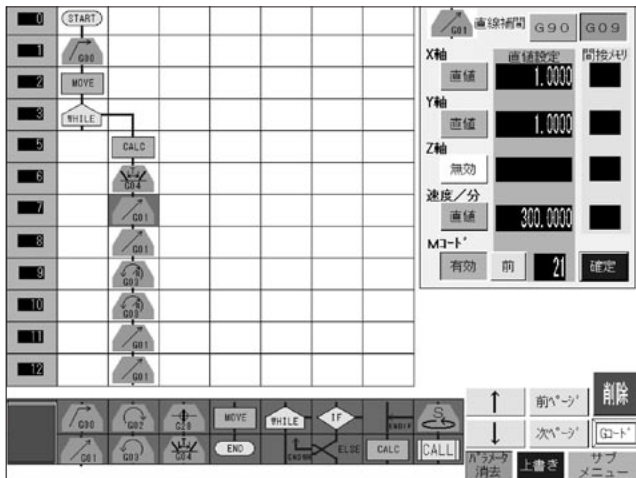 0 START
1 G00
2 MOVE
3 WHILE
5 CALC
6 G04
7 G01
8 G01
9 G03
10 G03
11 G01
12 G01
G01 直線補間 G90 G09
X軸 直値設定 間接メモリ
直値 1.0000
Y軸
直値 1.0000
Z軸
無効
速度/分
直値 300.0000
Mコード
有効 前 21 確定
G00 G02 G28 MOVE WHILE IF ENDIF S
G01 G03 G04 END ENDWH ELSE CALC CALL
↑ 前ページ 削除
↓ 次ページ Gコード
パラメータ消去 上書き サブメニュー